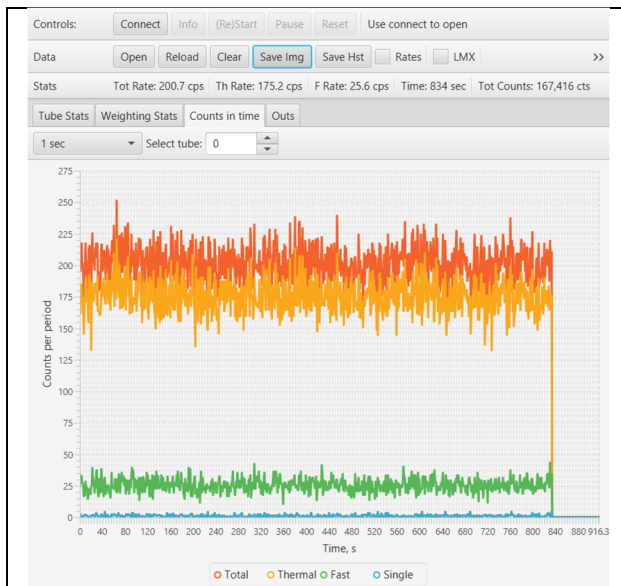 Controls: Connect Info (Re)Start Pause Reset Use connect to open
Data Open Reload Clear Save Img Save Hst Rates LMX >>
Stats Tot Rate: 200.7 cps Th Rate: 175.2 cps F Rate: 25.6 cps Time: 834 sec Tot Counts: 167,416 cts
Tube Stats Weighting Stats Counts in time Outs
1 sec Select tube: 0
275
250
225
200
175
150
125
100
75
50
25
0
Counts per period
0 40 80 120 160 200 240 280 320 360 400 440 480 520 560 600 640 680 720 760 800 840 880 916.3
Time, s
Total Thermal Fast Single